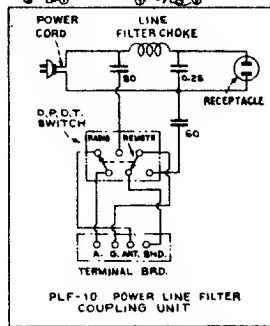 POWER CORD
LINE FILTER CHOKE
50
0.25
RECEPTACLE
60
D.P.D.T. SWITCH
RADIO
REMOTE
A. G. ANT. GND.
TERMINAL BRD.
PLF-10 POWER LINE FILTER
COUPLING UNIT